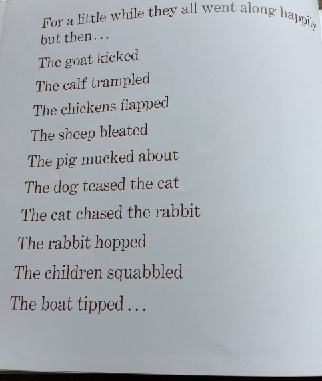 For a little while they all went along happily
but then...
The goat kicked
The calf trampled
The chickens flapped
The sheep bleated
The pig mucked about
The dog teased the cat
The cat chased the rabbit
The rabbit hopped
The children squabbled
The boat tipped...